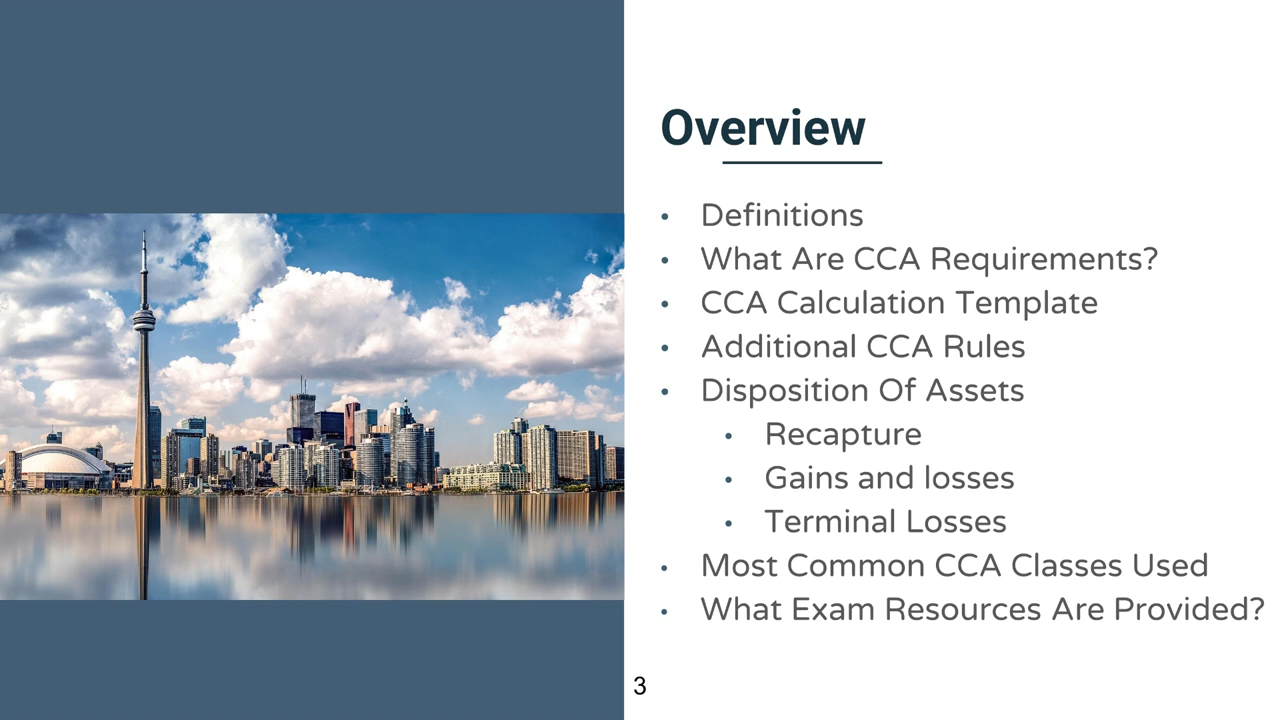 Overview
• Definitions
• What Are CCA Requirements?
• CCA Calculation Template
• Additional CCA Rules
• Disposition Of Assets
• Recapture
• Gains and losses
• Terminal Losses
• Most Common CCA Classes Used
• What Exam Resources Are Provided?
3